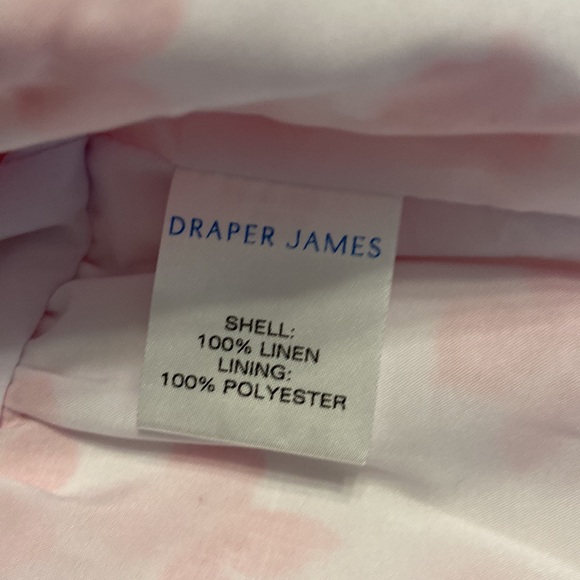 DRAPER JAMES
SHELL:
100% LINEN
LINING:
100% POLYESTER